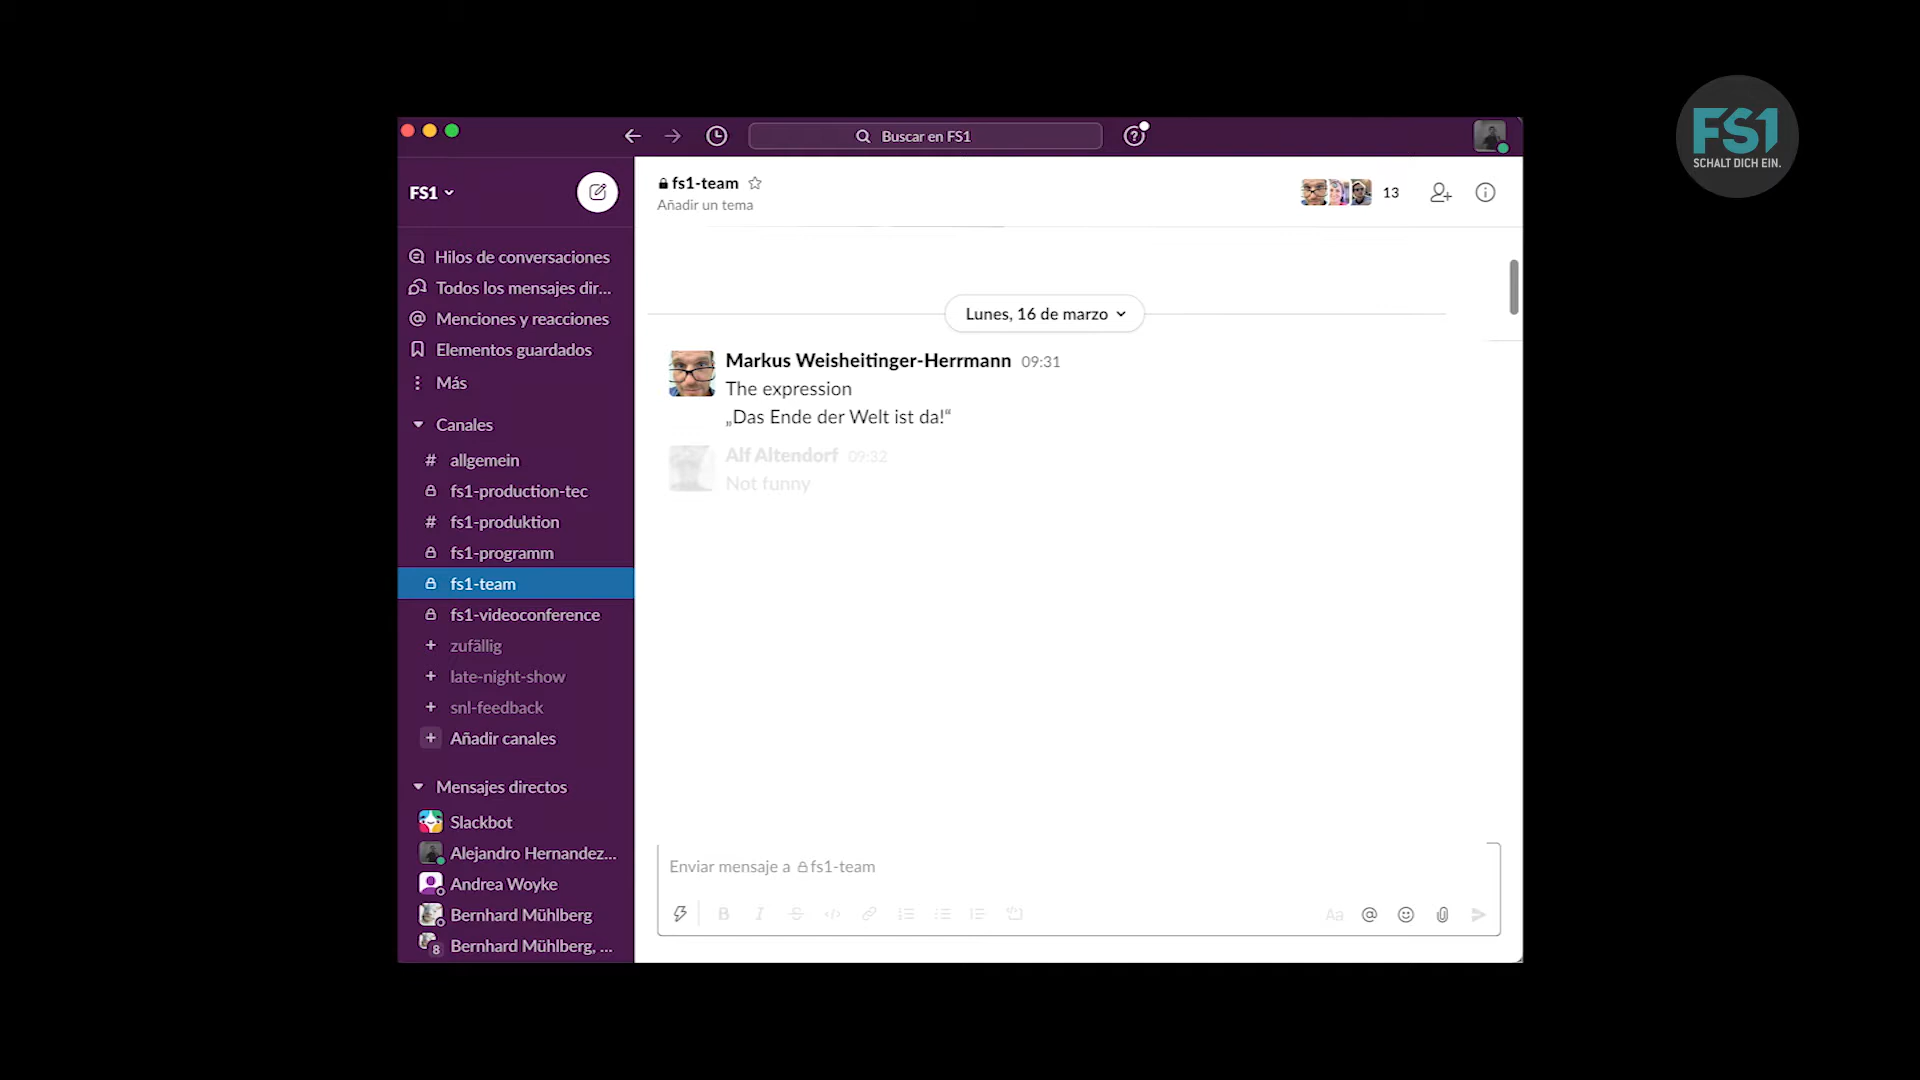 FS1
SCHALT DICH EIN.
Buscar en FS1
FS1
Hilos de conversaciones
Todos los mensajes dir...
Menciones y reacciones
Elementos guardados
Más
Canales
# allgemein
fs1-production-tec
# fs1-produktion
fs1-programm
fs1-team
fs1-videoconference
+ zufällig
+ late-night-show
+ snl-feedback
+ Añadir canales
Mensajes directos
Slackbot
Alejandro Hernandez...
Andrea Woyke
Bernhard Mühlberg
8 Bernhard Mühlberg, ...
fs1-team
Añadir un tema
13
Lunes, 16 de marzo
Markus Weisheitinger-Herrmann 09:31
The expression
„Das Ende der Welt ist da!“
Alf Altendorf 09:32
Not funny
Enviar mensaje a fs1-team
B I S </> Aa @